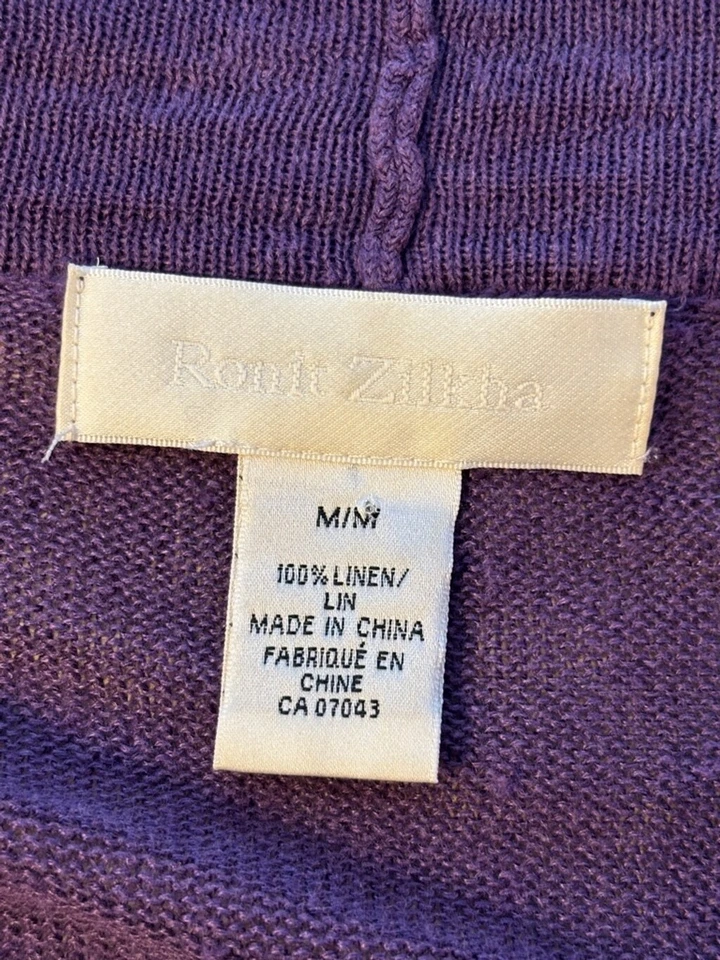 Ronit Zilkha
M/M
100% LINEN/
LIN
MADE IN CHINA
FABRIQUÉ EN
CHINE
CA 07043